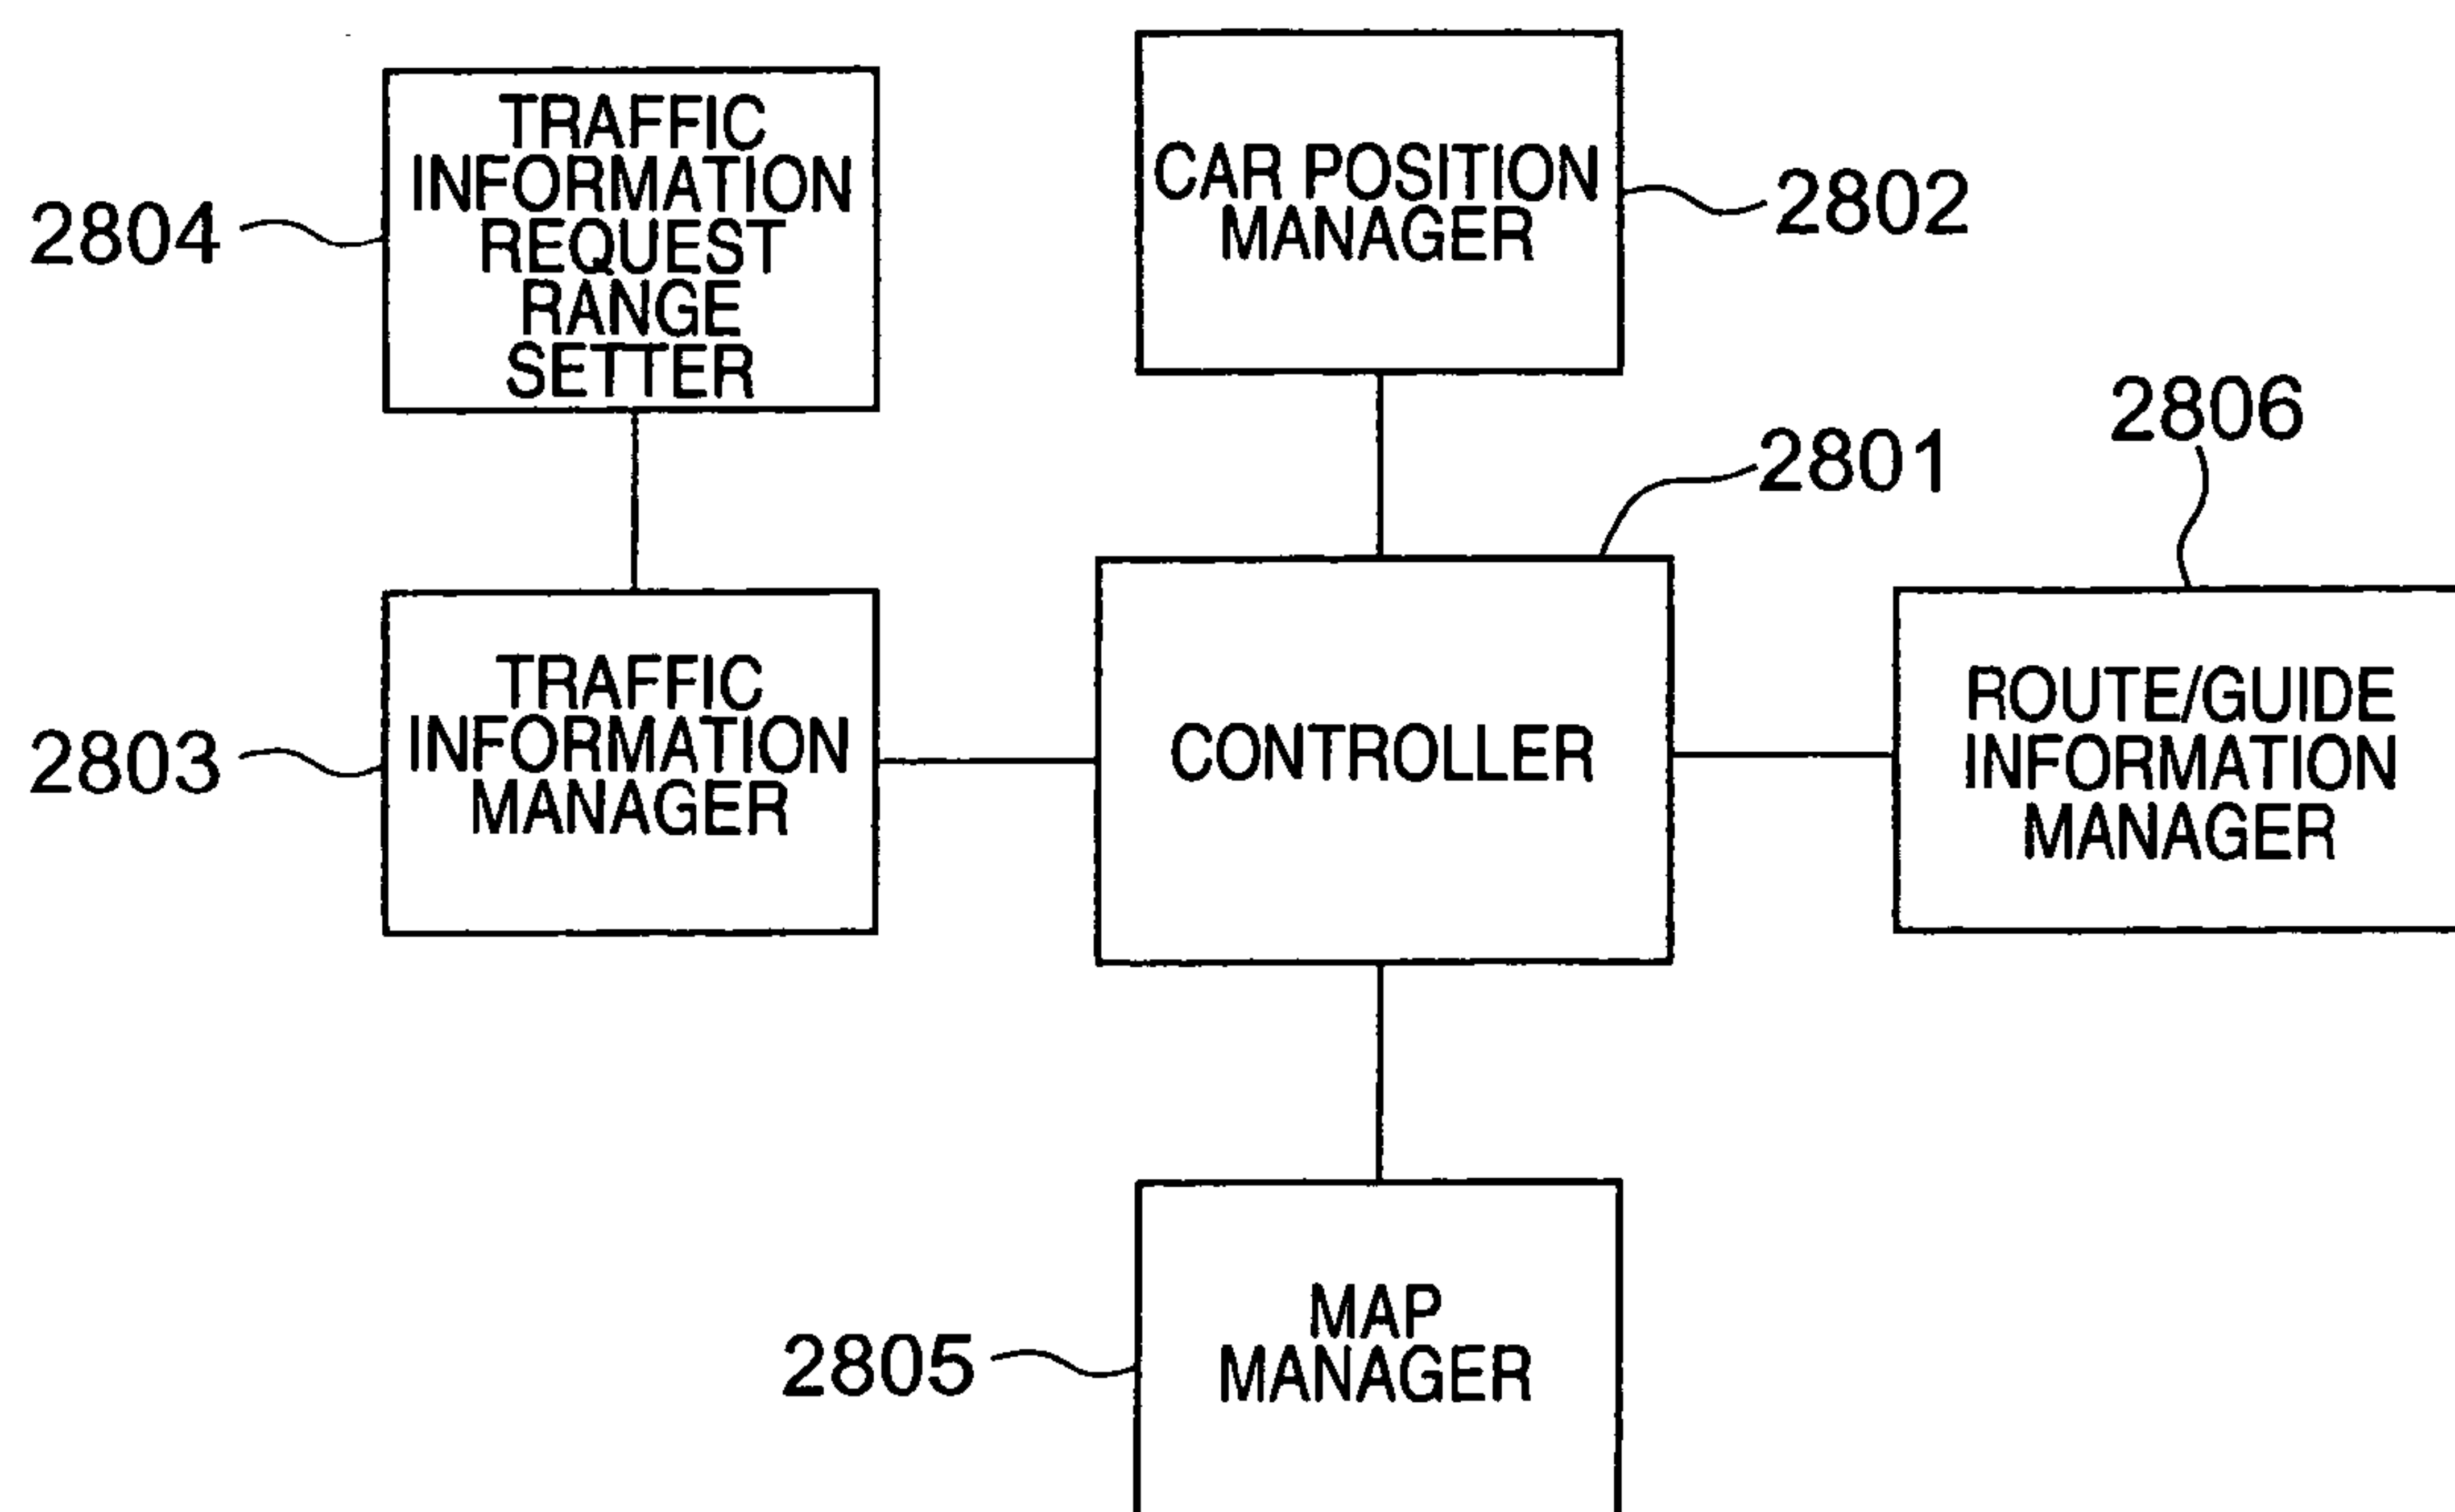 TRAFFIC
INFORMATION
REQUEST
RANGE
SETTER
2804
CAR POSITION
MANAGER
2802
2806
2801
TRAFFIC
INFORMATION
MANAGER
2803
CONTROLLER
ROUTE/GUIDE
INFORMATION
MANAGER
MAP
MANAGER
2805